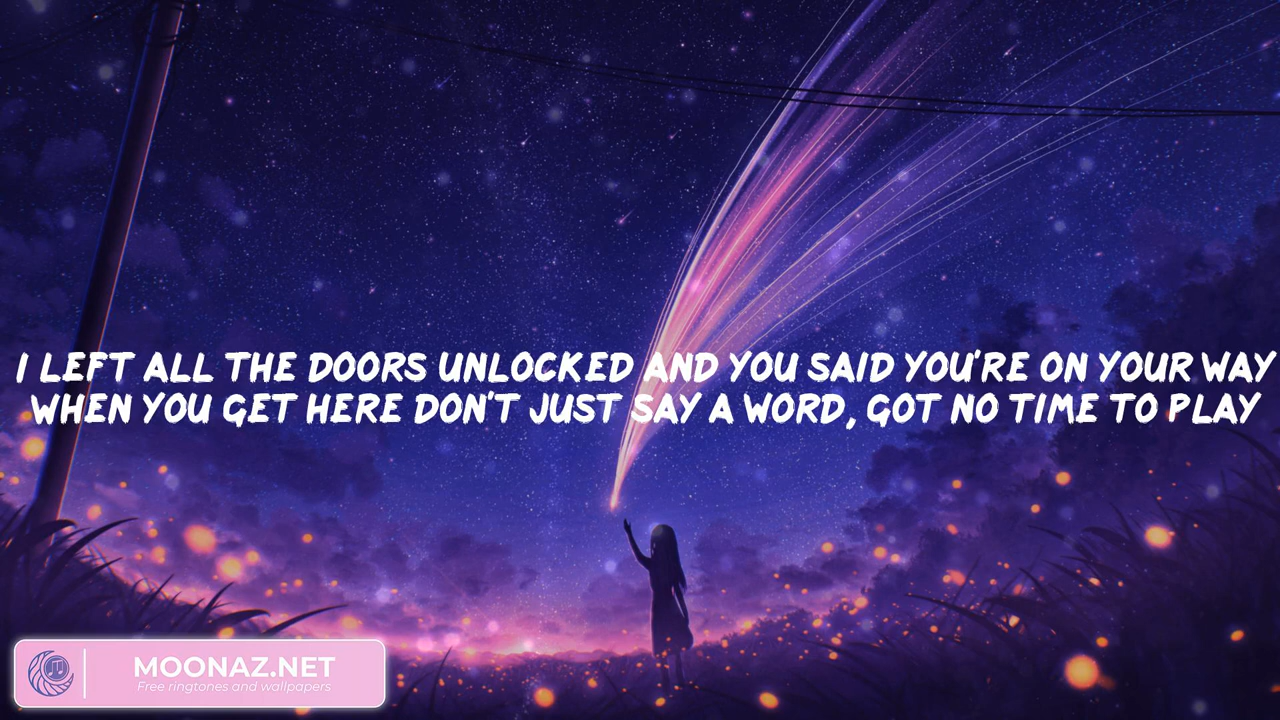 I LEFT ALL THE DOORS UNLOCKED AND YOU SAID YOU'RE ON YOUR WAY
WHEN YOU GET HERE DON'T JUST SAY A WORD, GOT NO TIME TO PLAY
MOONAZ.NET
Free ringtones and wallpapers